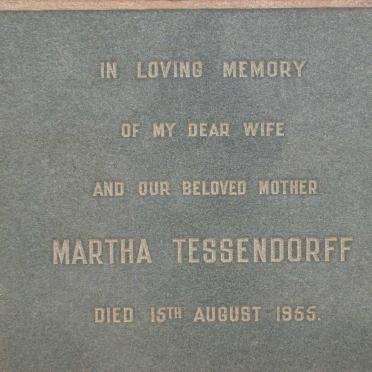 IN LOVING MEMORY
OF MY DEAR WIFE
AND OUR BELOVED MOTHER
MARTHA TESSENDORFF
DIED 15TH AUGUST 1955.